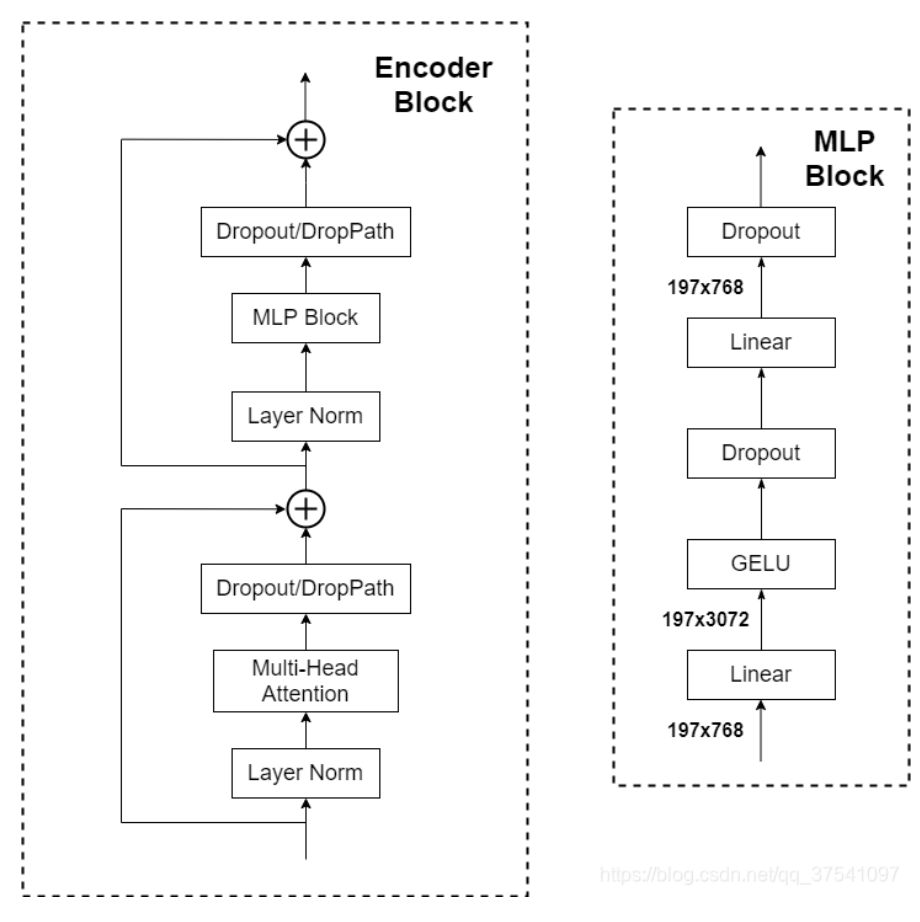 Encoder
Block
Dropout/DropPath
MLP Block
Layer Norm
Dropout/DropPath
Multi-Head
Attention
Layer Norm
MLP
Block
Dropout
197x768
Linear
Dropout
GELU
197x3072
Linear
197x768
https://blog.csdn.net/qq_37541097